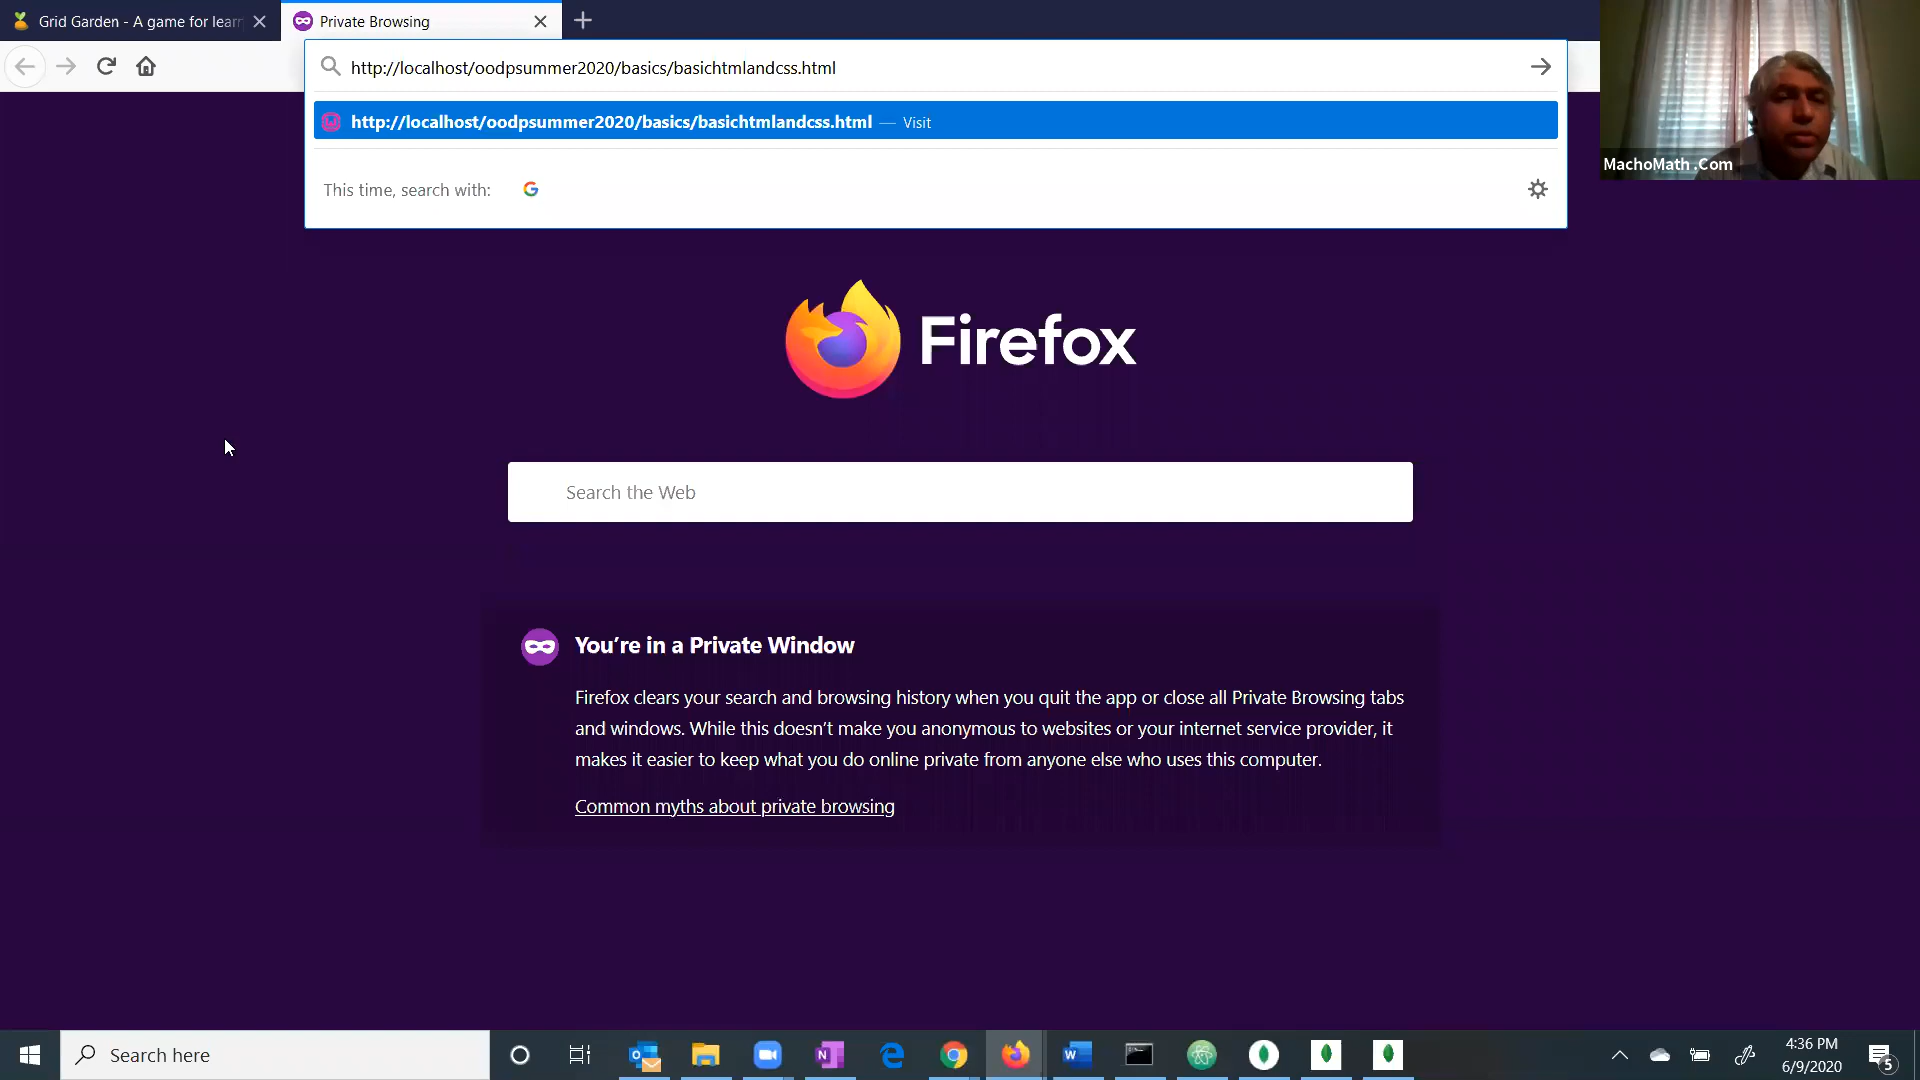 Grid Garden - A game for learn
Private Browsing
http://localhost/oodpsummer2020/basics/basichtmlandcss.html
http://localhost/oodpsummer2020/basics/basichtmlandcss.html — Visit
This time, search with:
MachoMath .Com
Firefox
Search the Web
You’re in a Private Window
Firefox clears your search and browsing history when you quit the app or close all Private Browsing tabs
and windows. While this doesn’t make you anonymous to websites or your internet service provider, it
makes it easier to keep what you do online private from anyone else who uses this computer.
Common myths about private browsing
Search here
4:36 PM
6/9/2020
5